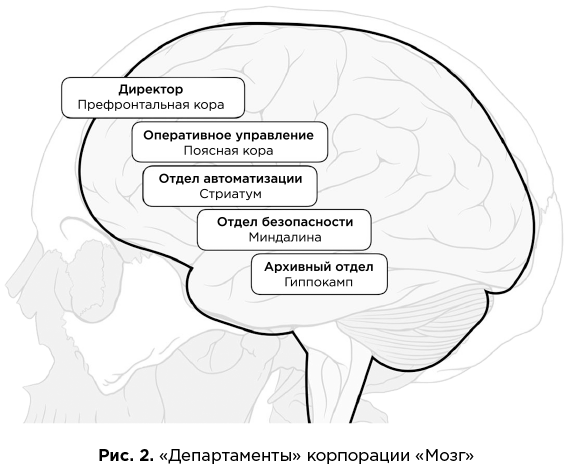 Директор
Префронтальная кора
Оперативное управление
Поясная кора
Отдел автоматизации
Стриатум
Отдел безопасности
Миндалина
Архивный отдел
Гиппокамп
Рис. 2. «Департаменты» корпорации «Мозг»